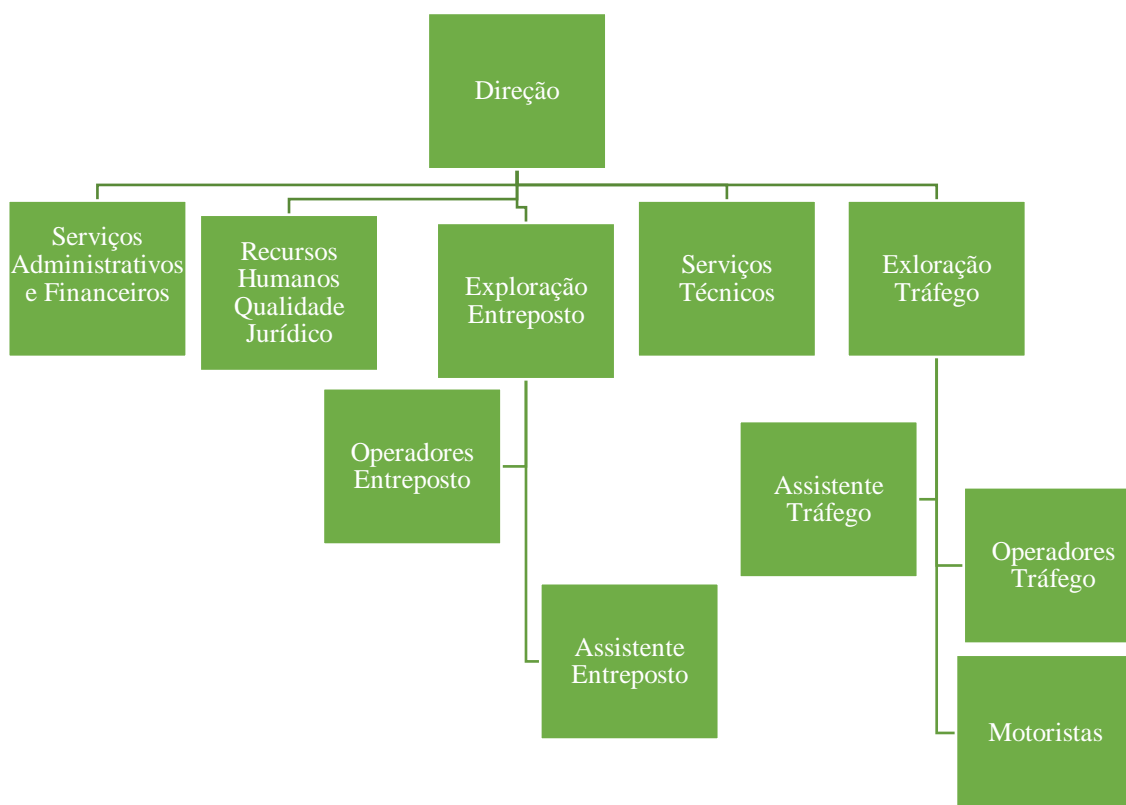 Direção
Serviços
Administrativos
e Financeiros
Recursos
Humanos
Qualidade
Jurídico
Exploração
Entreposto
Serviços
Técnicos
Exloração
Tráfego
Operadores
Entreposto
Assistente
Tráfego
Operadores
Tráfego
Assistente
Entreposto
Motoristas